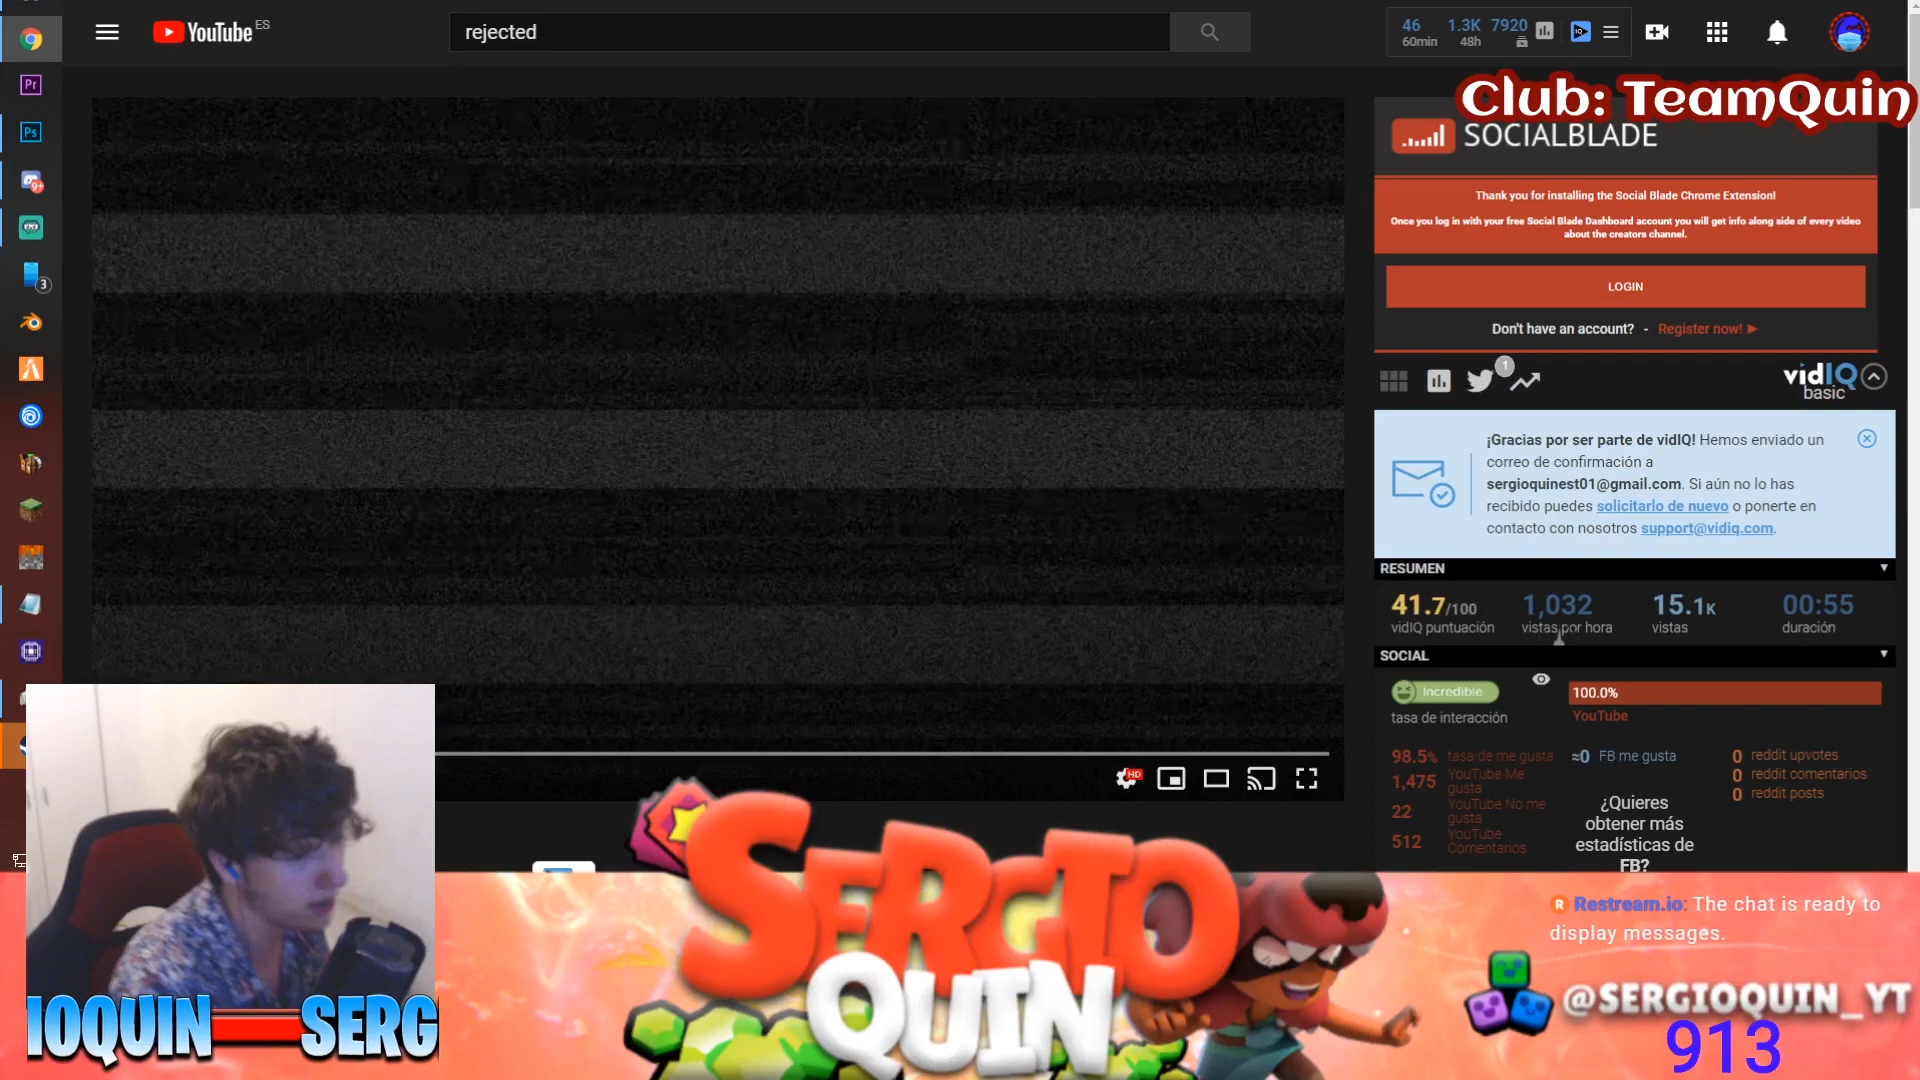 YouTube ES
rejected
46 1.3K 7920
60min 48h
Club: TeamQuin
Pr
Ps
9+
3
SOCIALBLADE
Thank you for installing the Social Blade Chrome Extension!
Once you log in with your free Social Blade Dashboard account you will get info along side of every video
about the creators channel.
LOGIN
Don't have an account? - Register now! ►
1
vidIQ
basic
¡Gracias por ser parte de vidIQ! Hemos enviado un
correo de confirmación a
sergioquinest01@gmail.com. Si aún no lo has
recibido puedes solicitarlo de nuevo o ponerte en
contacto con nosotros support@vidiq.com.
RESUMEN ▼
41.7/100 1,032 15.1K 00:55
vidIQ puntuación vistas por hora vistas duración
SOCIAL ▼
Incredible 100.0%
tasa de interacción YouTube
98.5% tasa de me gusta ≈0 FB me gusta 0 reddit upvotes
1,475 YouTube Me
gusta
0 reddit comentarios
0 reddit posts
22 YouTube No me
gusta
512 YouTube
Comentarios
¿Quieres
obtener más
estadísticas de
FB?
HD
SERGIO
QUIN
IOQUIN SERG
Restream.io: The chat is ready to
display messages.
@SERGIOQUIN_YT
913